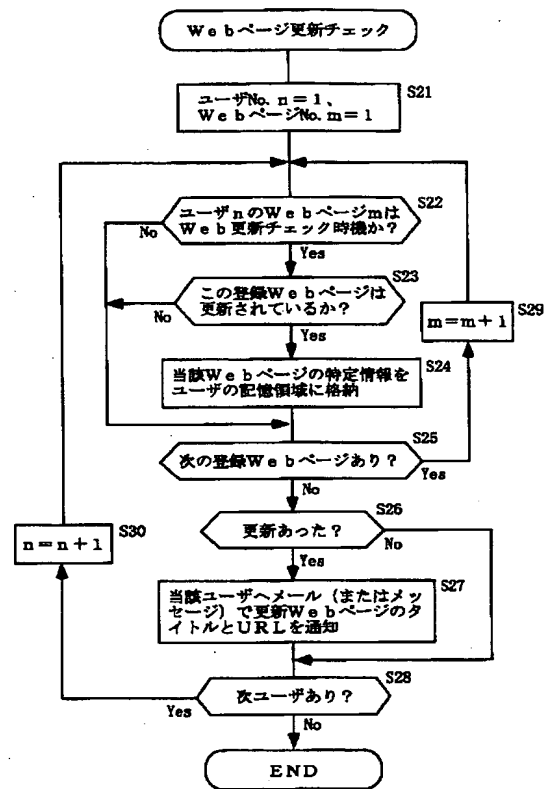 Ｗｅｂページ更新チェック
S21
ユーザNo.ｎ＝１、
ＷｅｂページNo.ｍ＝１
S22
ユーザｎのＷｅｂページｍは
Ｗｅｂ更新チェック時機か？
No
Yes
S23
この登録Ｗｅｂページは
更新されているか？
No
Yes
S29
ｍ＝ｍ＋１
S24
当該Ｗｅｂページの特定情報を
ユーザの記憶領域に格納
S25
次の登録Ｗｅｂページあり？
Yes
No
S26
更新あった？
No
Yes
S30
ｎ＝ｎ＋１
S27
当該ユーザへメール（またはメッ
セージ）で更新Ｗｅｂページのタ
イトルとＵＲＬを通知
S28
次ユーザあり？
Yes
No
ＥＮＤ